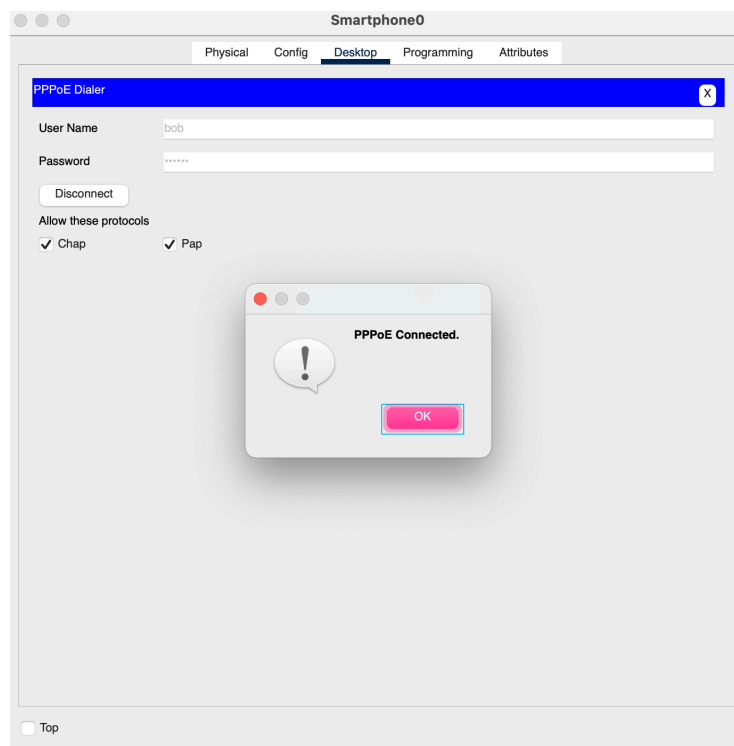 Smartphone0
Physical Config Desktop Programming Attributes
PPPoE Dialer X
User Name bob
Password ••••••
Disconnect
Allow these protocols
Chap Pap
PPPoE Connected.
OK
Top